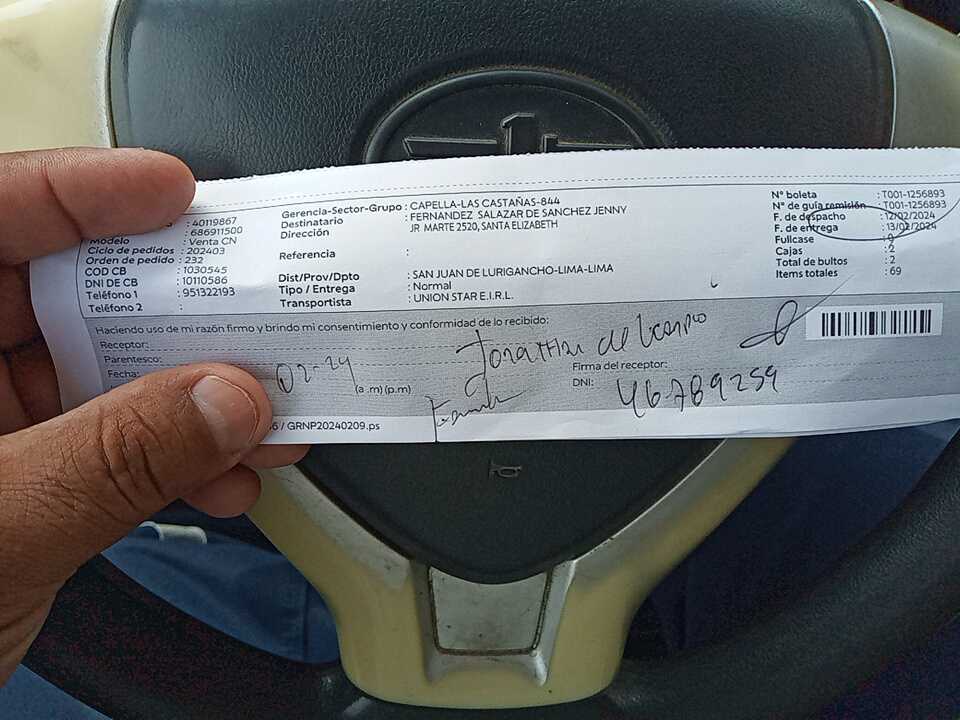 : 40119867
: 686911500
Modelo : Venta CN
Ciclo de pedidos : 202403
Orden de pedido : 232
COD CB : 1030545
DNI DE CB : 10110586
Teléfono 1 : 951322193
Teléfono 2 :
Gerencia-Sector-Grupo : CAPELLA-LAS CASTAÑAS-844
Destinatario : FERNANDEZ SALAZAR DE SANCHEZ JENNY
Dirección JR MARTE 2520, SANTA ELIZABETH
Referencia :
Dist/Prov/Dpto : SAN JUAN DE LURIGANCHO-LIMA-LIMA
Tipo / Entrega : Normal
Transportista : UNION STAR E.I.R.L.
N° boleta : T001-1256893
N° de guía remisión : T001-1256893
F. de despacho : 12/02/2024
F. de entrega : 13/02/2024
Fullcase : 0
Cajas : 2
Total de bultos : 2
Items totales : 69
Haciendo uso de mi razón firmo y brindo mi consentimiento y conformidad de lo recibido:
Receptor:
Parentesco:
Fecha: 02-24 (a .m) (p.m)
Firma del receptor:
DNI: 46789259
/ GRNP20240209.ps